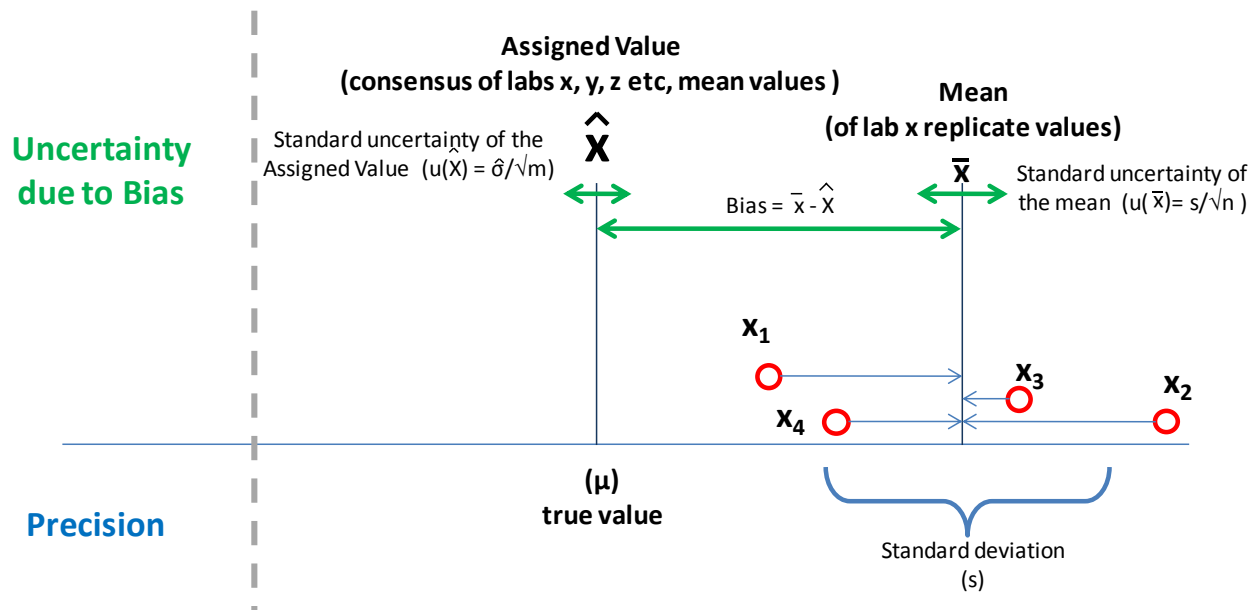 Uncertainty
due to Bias
Assigned Value
(consensus of labs x, y, z etc, mean values )
X̂
Standard uncertainty of the
Assigned Value (u(X̂) = σ̂/√m)
Mean
(of lab x replicate values)
x̄
Standard uncertainty of
the mean (u(x̄)= s/√n )
Bias = x̄ - X̂
x₁
x₃
x₂
x₄
Precision
(μ)
true value
Standard deviation
(s)